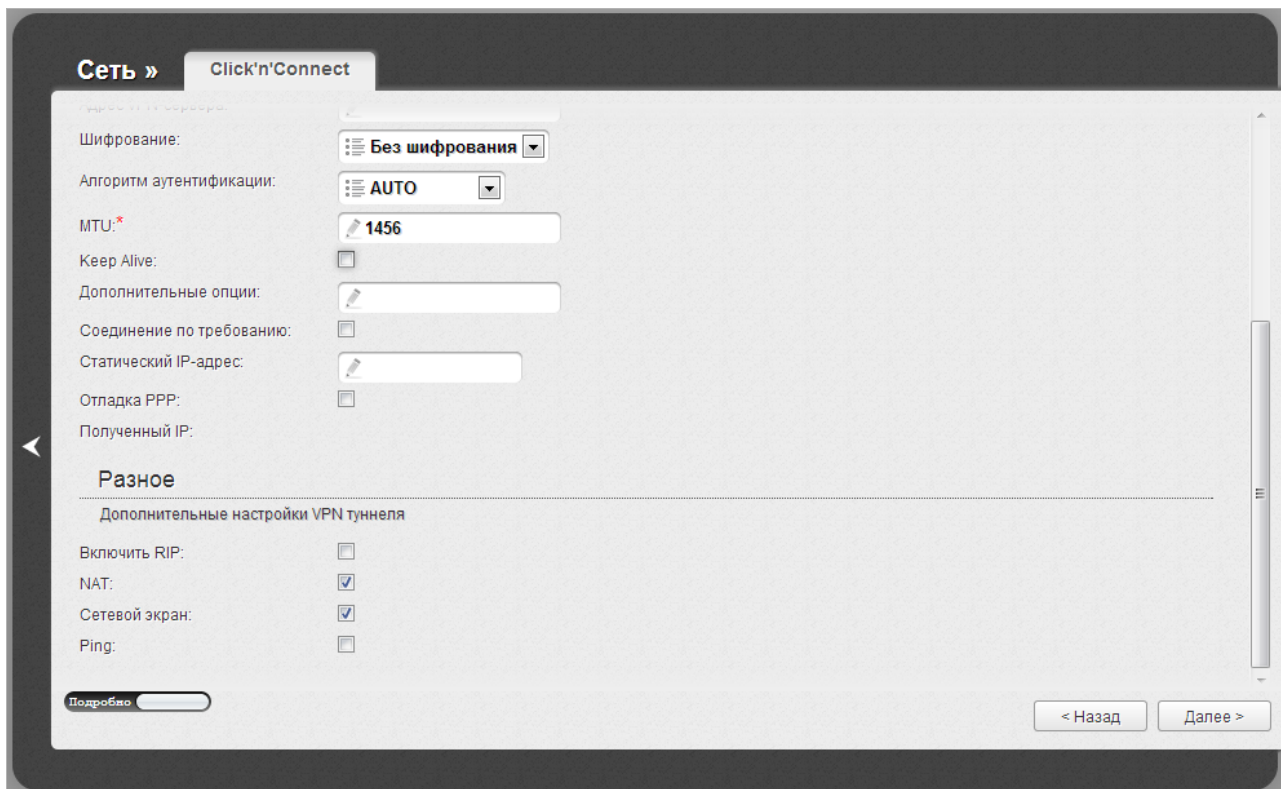 Сеть »
Click'n'Connect
Шифрование:
Без шифрования
Алгоритм аутентификации:
AUTO
MTU:*
1456
Keep Alive:
Дополнительные опции:
Соединение по требованию:
Статический IP-адрес:
Отладка PPP:
Полученный IP:
Разное
Дополнительные настройки VPN туннеля
Включить RIP:
NAT:
Сетевой экран:
Ping:
Подробно
< Назад
Далее >